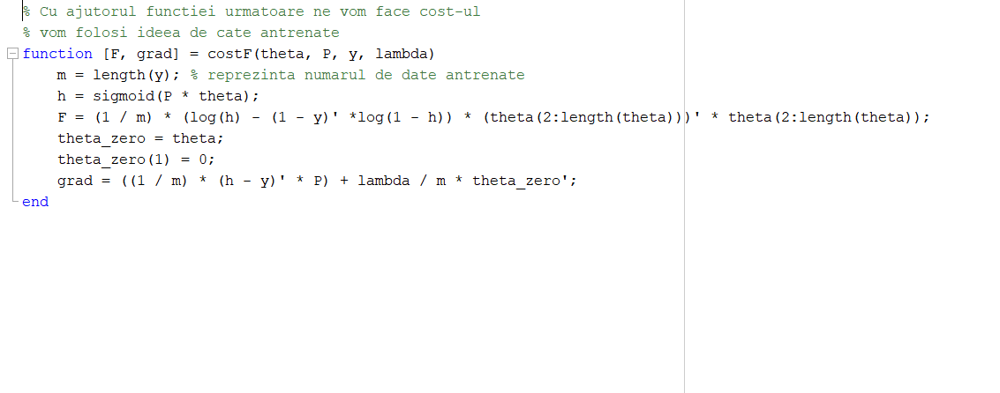 % Cu ajutorul functiei urmatoare ne vom face cost-ul
% vom folosi ideea de cate antrenate
function [F, grad] = costF(theta, P, y, lambda)
m = length(y); % reprezinta numarul de date antrenate
h = sigmoid(P * theta);
F = (1 / m) * (log(h) - (1 - y)' *log(1 - h)) * (theta(2:length(theta)))' * theta(2:length(theta));
theta_zero = theta;
theta_zero(1) = 0;
grad = ((1 / m) * (h - y)' * P) + lambda / m * theta_zero';
end